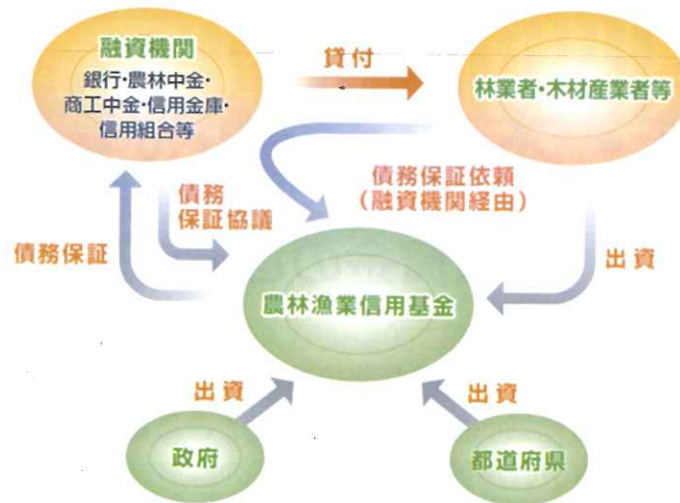 融資機関
銀行・農林中金・
商工中金・信用金庫・
信用組合等
貸付
林業者・木材産業者等
債務保証依頼
（融資機関経由）
債務
保証協議
債務保証
出資
農林漁業信用基金
出資
出資
政府
都道府県